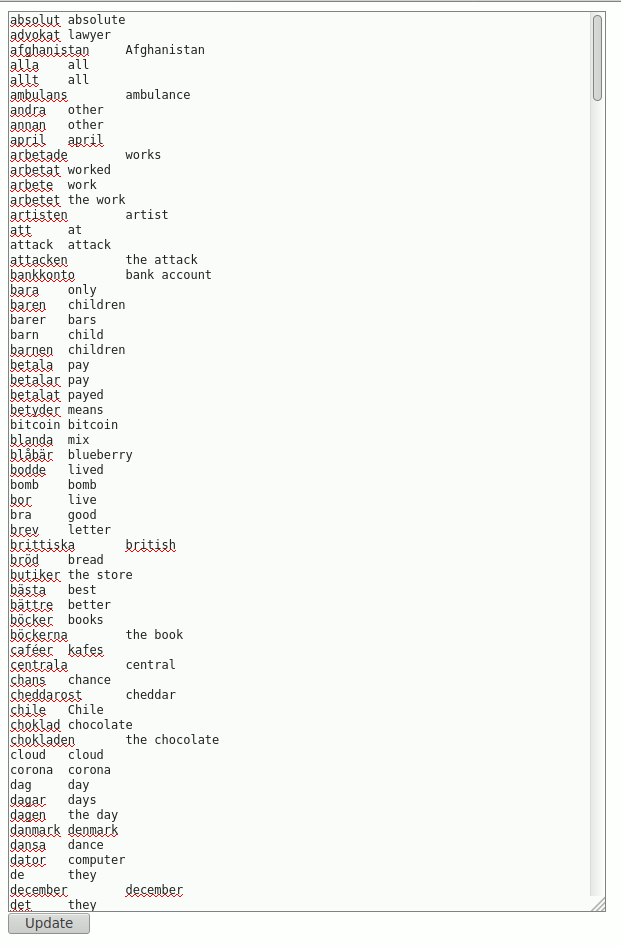 absolut absolute
advokat lawyer
afghanistan Afghanistan
alla all
allt all
ambulans ambulance
andra other
annan other
april april
arbetade works
arbetat worked
arbete work
arbetet the work
artisten artist
att at
attack attack
attacken the attack
bankkonto bank account
bara only
baren children
barer bars
barn child
barnen children
betala pay
betalar pay
betalat payed
betyder means
bitcoin bitcoin
blanda mix
blåbär blueberry
bodde lived
bomb bomb
bor live
bra good
brev letter
brittiska british
bröd bread
butiker the store
bästa best
bättre better
böcker books
böckerna the book
caféer kafes
centrala central
chans chance
cheddarost cheddar
chile Chile
choklad chocolate
chokladen the chocolate
cloud cloud
corona corona
dag day
dagar days
dagen the day
danmark denmark
dansa dance
dator computer
de they
december december
det they
Update